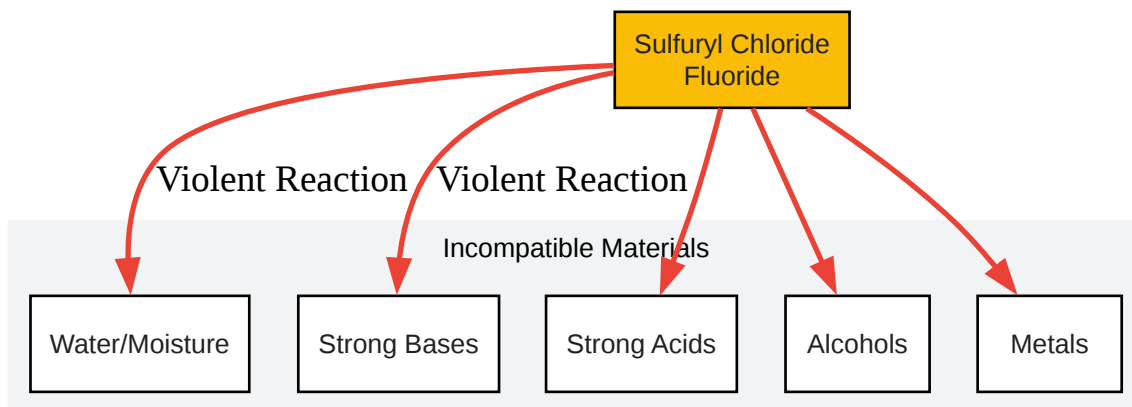 Sulfuryl Chloride
Fluoride
Violent Reaction
Violent Reaction
Incompatible Materials
Water/Moisture
Strong Bases
Strong Acids
Alcohols
Metals